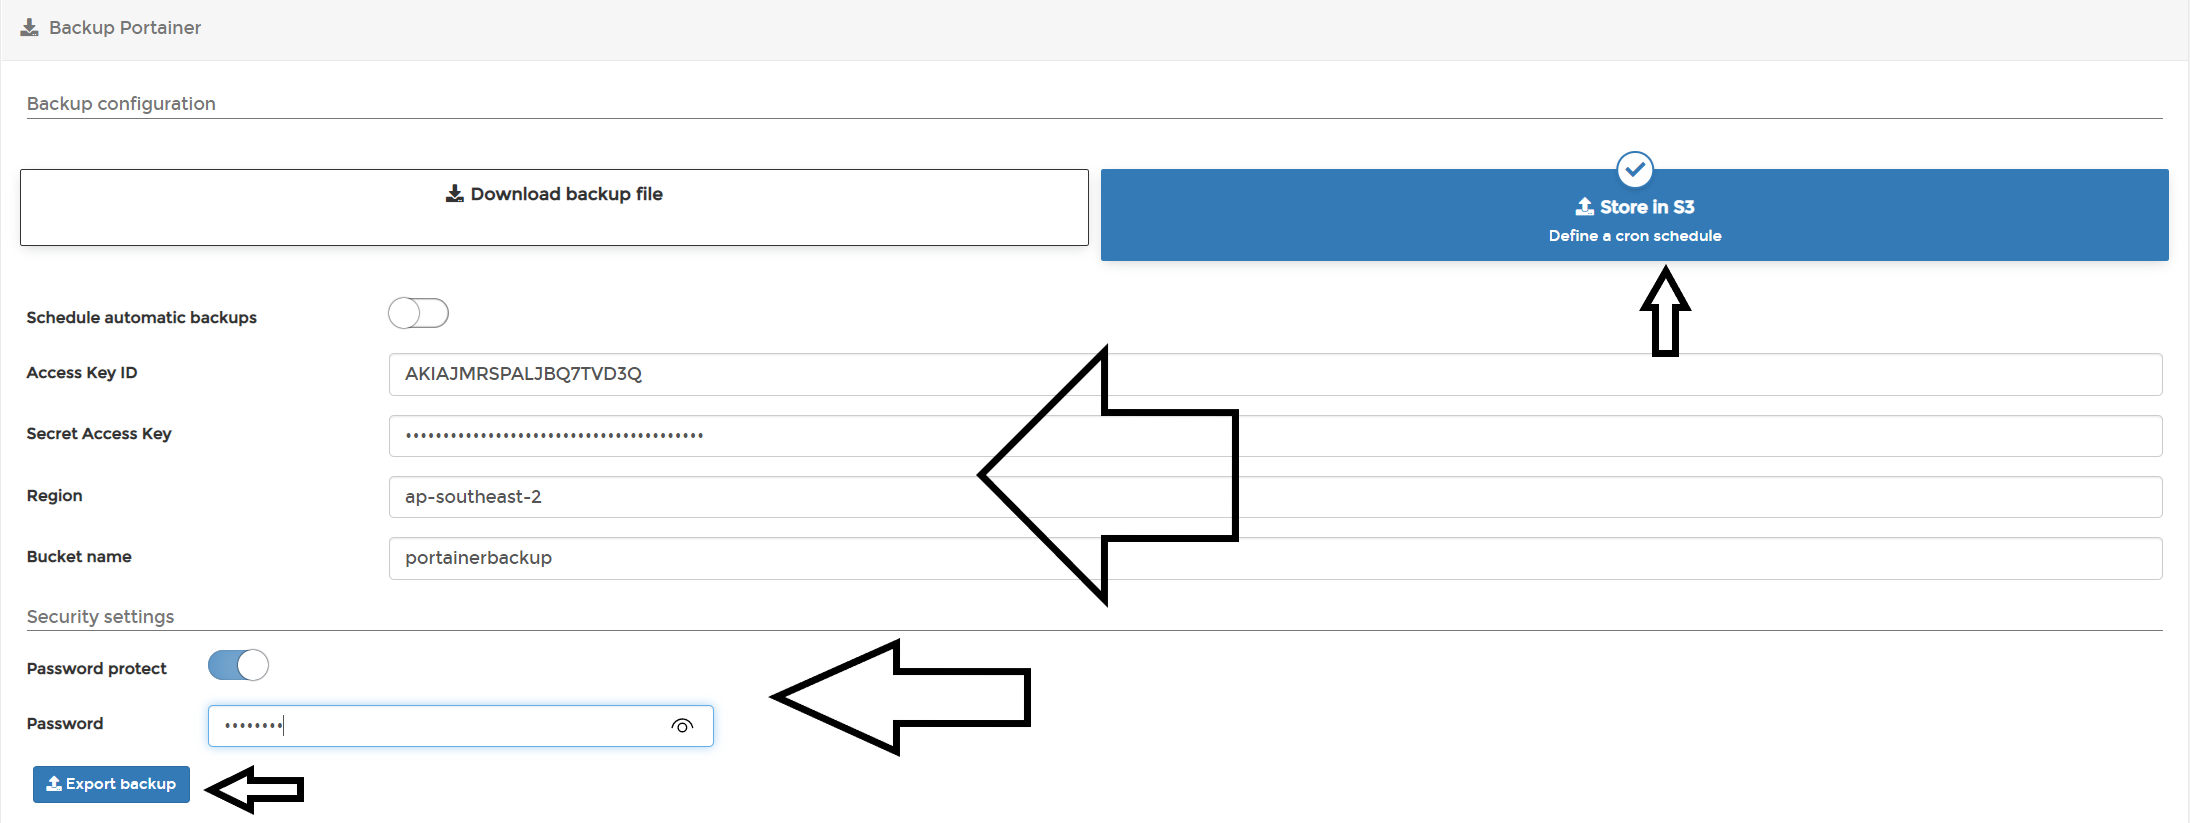 Backup Portainer
Backup configuration
Download backup file
Store in S3
Define a cron schedule
Schedule automatic backups
Access Key ID
AKIAJMRSPALJBQ7TVD3Q
Secret Access Key
••••••••••••••••••••••••••••••••••••••••
Region
ap-southeast-2
Bucket name
portainerbackup
Security settings
Password protect
Password
••••••••
Export backup